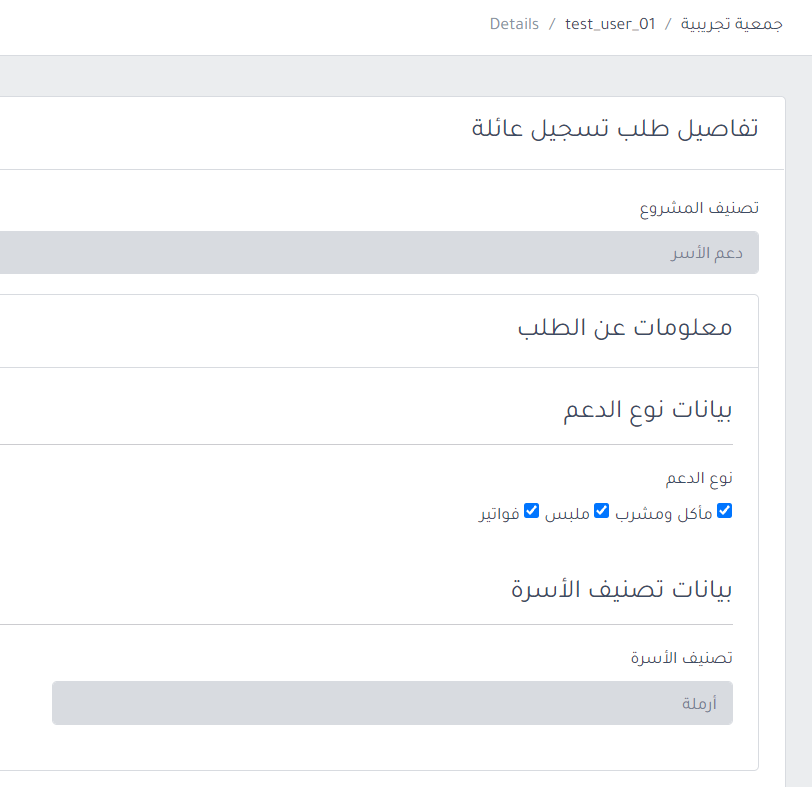 جمعية تجريبية / test_user_01 / Details
تفاصيل طلب تسجيل عائلة
تصنيف المشروع
دعم الأسر
معلومات عن الطلب
بيانات نوع الدعم
نوع الدعم
مأكل ومشرب ملبس فواتير
بيانات تصنيف الأسرة
تصنيف الأسرة
أرملة